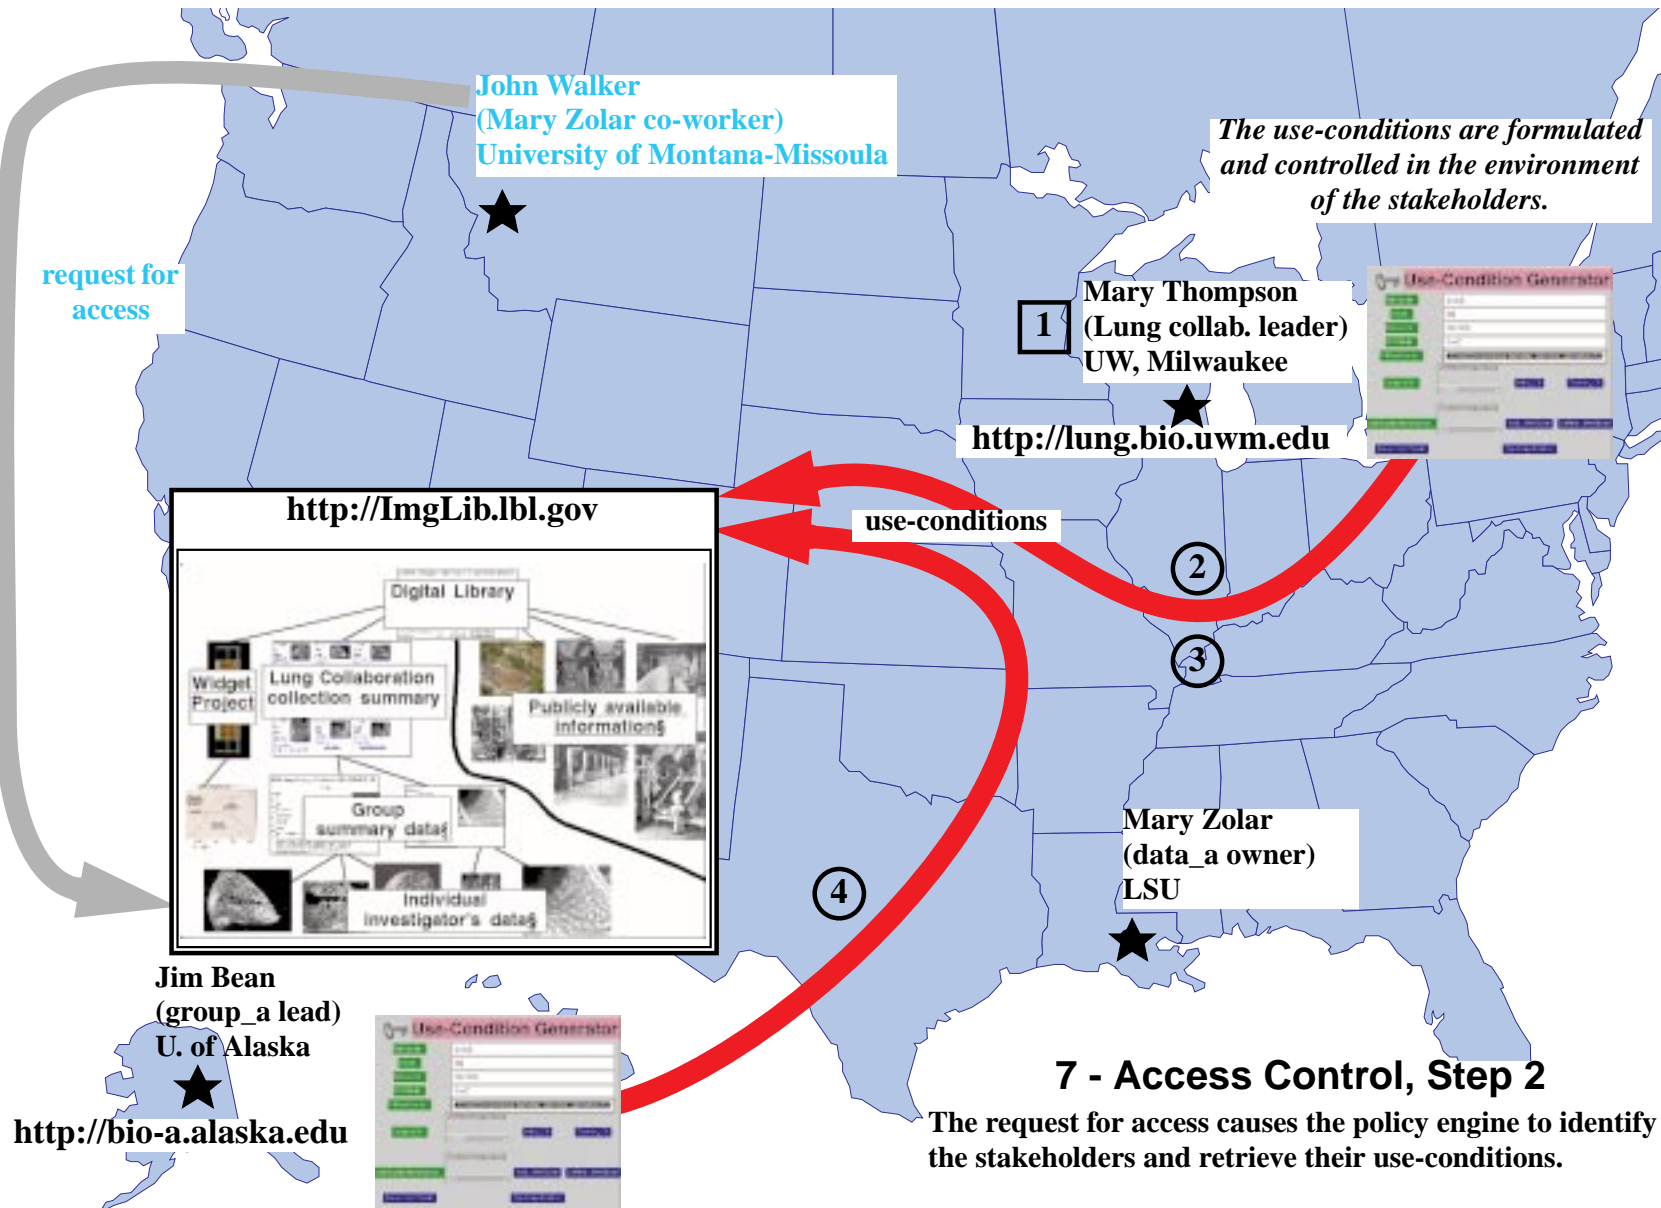 John Walker
(Mary Zolar co-worker)
University of Montana-Missoula
The use-conditions are formulated
and controlled in the environment
of the stakeholders.
request for
access
1
Mary Thompson
(Lung collab. leader)
UW, Milwaukee
http://lung.bio.uwm.edu
Use-Condition Generator
http://ImgLib.lbl.gov
use-conditions
2
3
Digital Library
Widget
Project
Lung Collaboration
collection summary
Publicly available
information§
Group
summary data§
Individual
investigator's data§
4
Mary Zolar
(data_a owner)
LSU
Jim Bean
(group_a lead)
U. of Alaska
http://bio-a.alaska.edu
Use-Condition Generator
7 - Access Control, Step 2
The request for access causes the policy engine to identify
the stakeholders and retrieve their use-conditions.